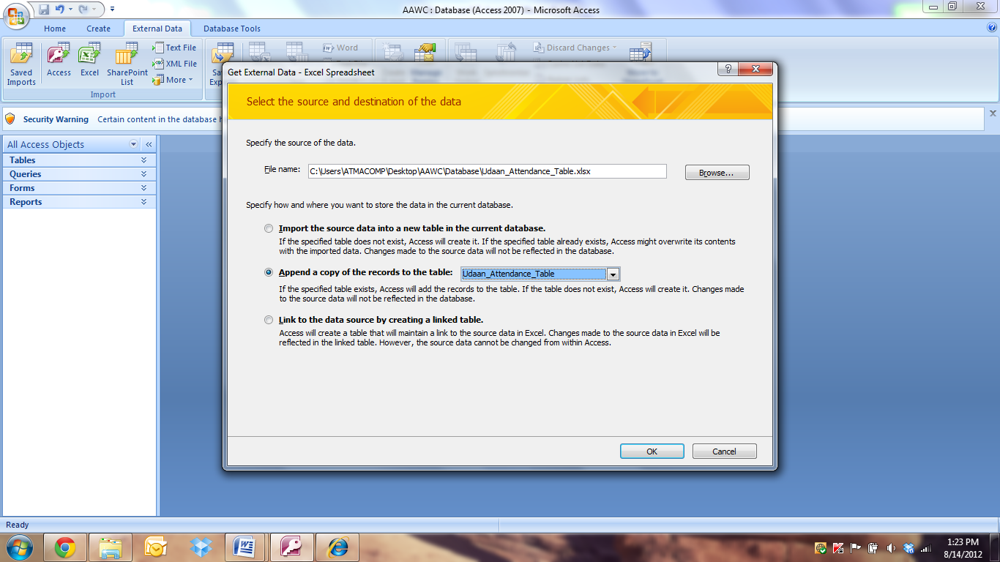 AAWC : Database (Access 2007) - Microsoft Access
Home Create External Data Database Tools
Saved Imports
Access
Excel
SharePoint List
Text File
XML File
More
Import
Word
Discard Changes
Get External Data - Excel Spreadsheet
Select the source and destination of the data
Security Warning Certain content in the database
All Access Objects
Tables
Queries
Forms
Reports
Specify the source of the data.
File name: C:\Users\ATMACOMP\Desktop\AAWC\Database\Udaan_Attendance_Table.xlsx Browse...
Specify how and where you want to store the data in the current database.
Import the source data into a new table in the current database.
If the specified table does not exist, Access will create it. If the specified table already exists, Access might overwrite its contents
with the imported data. Changes made to the source data will not be reflected in the database.
Append a copy of the records to the table: Udaan_Attendance_Table
If the specified table exists, Access will add the records to the table. If the table does not exist, Access will create it. Changes made
to the source data will not be reflected in the database.
Link to the data source by creating a linked table.
Access will create a table that will maintain a link to the source data in Excel. Changes made to the source data in Excel will be
reflected in the linked table. However, the source data cannot be changed from within Access.
OK Cancel
Ready
1:23 PM
8/14/2012